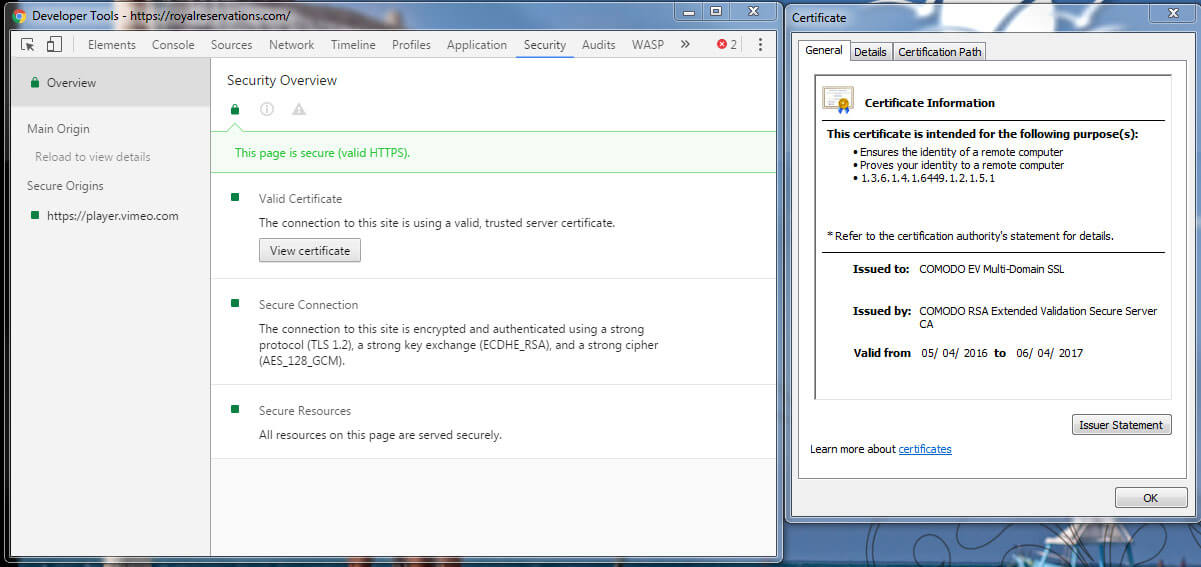 Developer Tools - https://royalreservations.com/
Elements Console Sources Network Timeline Profiles Application Security Audits WASP » 2
Overview
Main Origin
Reload to view details
Secure Origins
https://player.vimeo.com
Security Overview
This page is secure (valid HTTPS).
Valid Certificate
The connection to this site is using a valid, trusted server certificate.
View certificate
Secure Connection
The connection to this site is encrypted and authenticated using a strong
protocol (TLS 1.2), a strong key exchange (ECDHE_RSA), and a strong cipher
(AES_128_GCM).
Secure Resources
All resources on this page are served securely.
Certificate
General Details Certification Path
Certificate Information
This certificate is intended for the following purpose(s):
• Ensures the identity of a remote computer
• Proves your identity to a remote computer
• 1.3.6.1.4.1.6449.1.2.1.5.1
* Refer to the certification authority's statement for details.
Issued to: COMODO EV Multi-Domain SSL
Issued by: COMODO RSA Extended Validation Secure Server
CA
Valid from 05/ 04/ 2016 to 06/ 04/ 2017
Issuer Statement
Learn more about certificates
OK